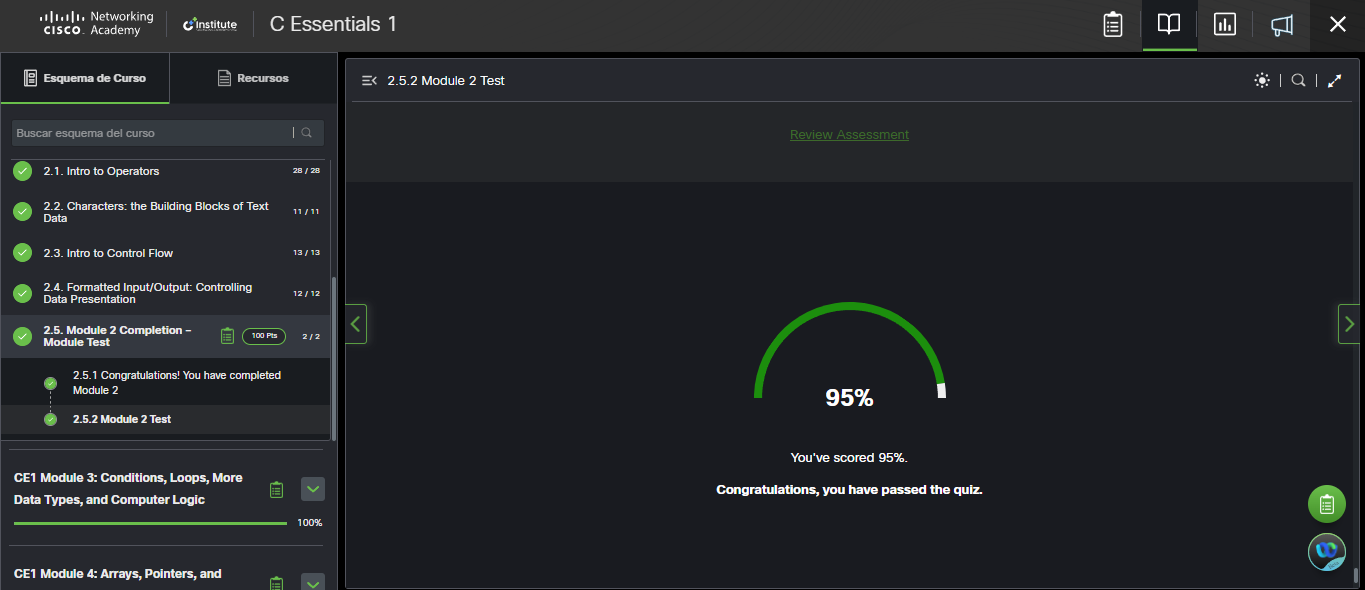 Networking
CISCO Academy
Institute
C Essentials 1
Esquema de Curso
Recursos
Buscar esquema del curso
2.1. Intro to Operators
28 / 28
2.2. Characters: the Building Blocks of Text
Data
11 / 11
2.3. Intro to Control Flow
13 / 13
2.4. Formatted Input/Output: Controlling
Data Presentation
12 / 12
2.5. Module 2 Completion –
Module Test
100 Pts
2 / 2
2.5.1 Congratulations! You have completed
Module 2
2.5.2 Module 2 Test
CE1 Module 3: Conditions, Loops, More
Data Types, and Computer Logic
100%
CE1 Module 4: Arrays, Pointers, and
2.5.2 Module 2 Test
Review Assessment
95%
You've scored 95%.
Congratulations, you have passed the quiz.